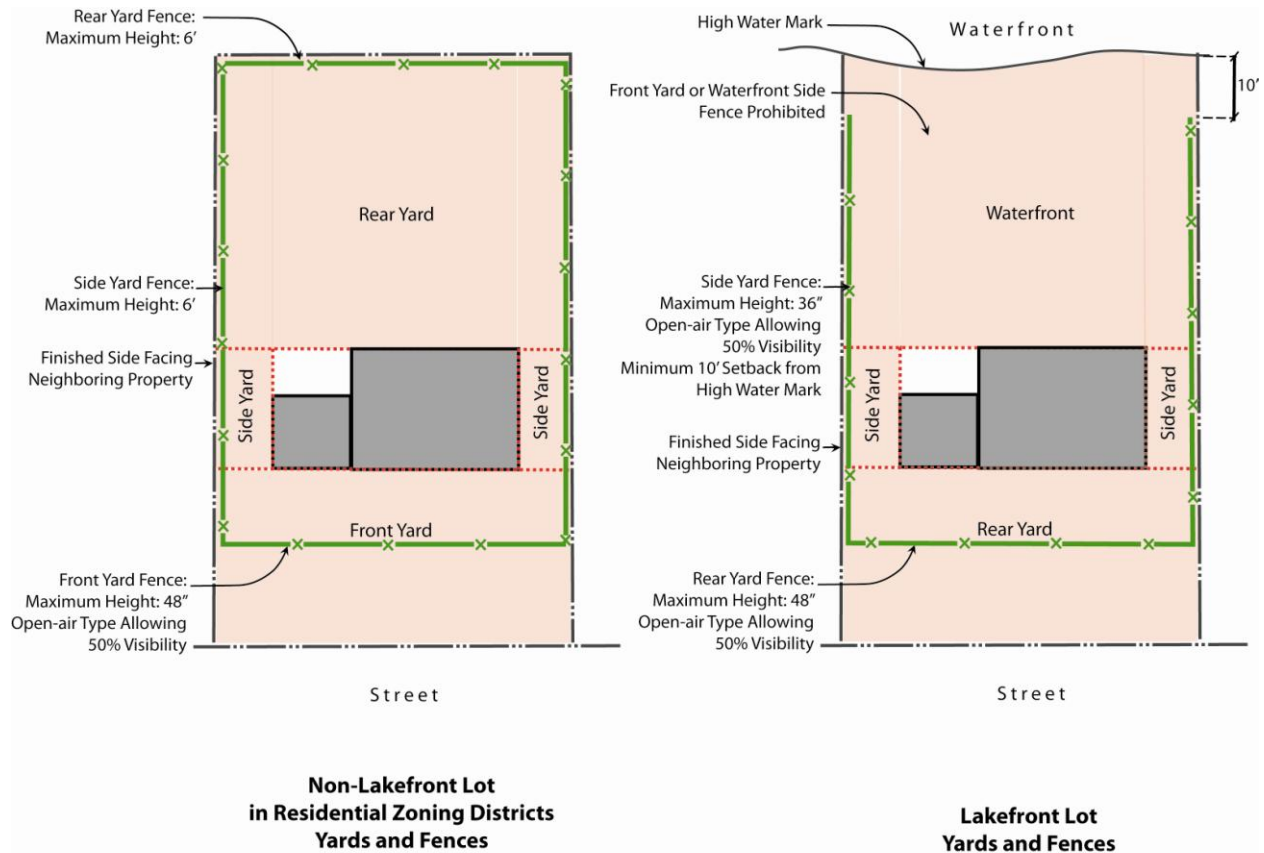 Rear Yard Fence:
Maximum Height: 6’
Rear Yard
Side Yard Fence:
Maximum Height: 6’
Finished Side Facing
Neighboring Property
Side Yard
Side Yard
Front Yard
Front Yard Fence:
Maximum Height: 48”
Open-air Type Allowing
50% Visibility
Street
Non-Lakefront Lot
in Residential Zoning Districts
Yards and Fences
High Water Mark
Waterfront
10’
Front Yard or Waterfront Side
Fence Prohibited
Waterfront
Side Yard Fence:
Maximum Height: 36”
Open-air Type Allowing
50% Visibility
Minimum 10’ Setback from
High Water Mark
Finished Side Facing
Neighboring Property
Side Yard
Side Yard
Rear Yard
Rear Yard Fence:
Maximum Height: 48”
Open-air Type Allowing
50% Visibility
Street
Lakefront Lot
Yards and Fences